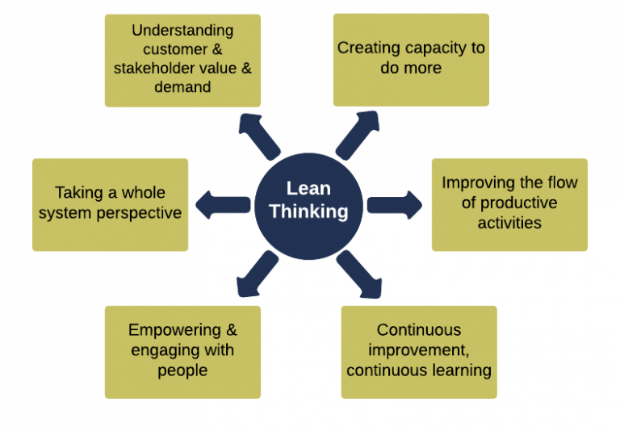 Understanding
customer &
stakeholder value &
demand
Creating capacity to
do more
Taking a whole
system perspective
Lean
Thinking
Improving the flow
of productive
activities
Empowering &
engaging with
people
Continuous
improvement,
continuous learning